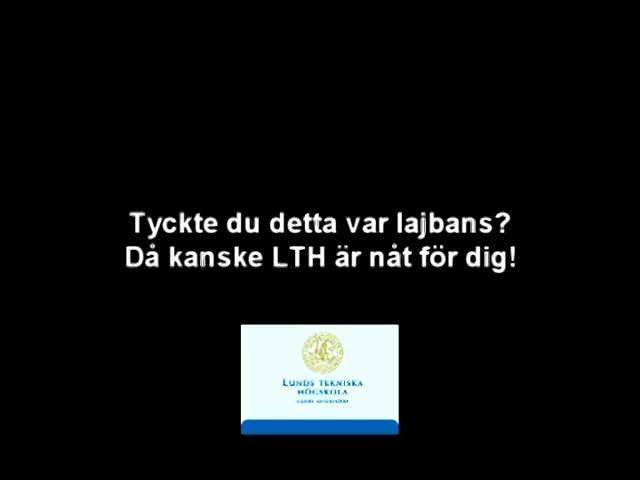 Tyckte du detta var lajbans?
Då kanske LTH är nåt för dig!
LUNDS TEKNISKA
HÖGSKOLA